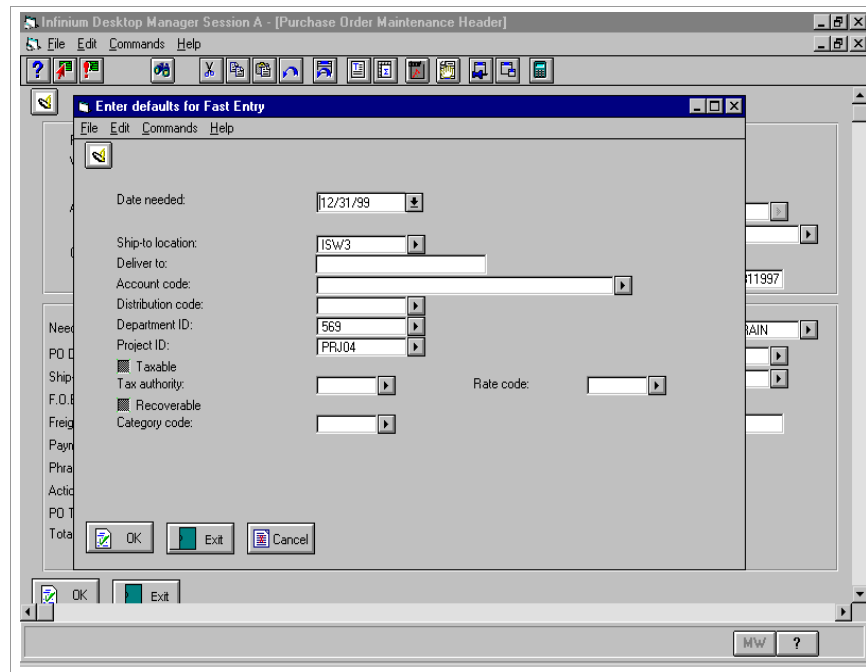 Infinium Desktop Manager Session A - [Purchase Order Maintenance Header]
File Edit Commands Help
Enter defaults for Fast Entry
File Edit Commands Help
Date needed: 12/31/99
Ship-to location: ISW3
Deliver to:
Account code:
Distribution code:
Department ID: 569
Project ID: PRJ04
Taxable
Tax authority: Rate code:
Recoverable
Category code:
OK Exit Cancel
311997
Need RAIN
PO D
Ship-
F.O.B
Freig
Payn
Phra
Actio
PO T
Tota
OK Exit
MW ?